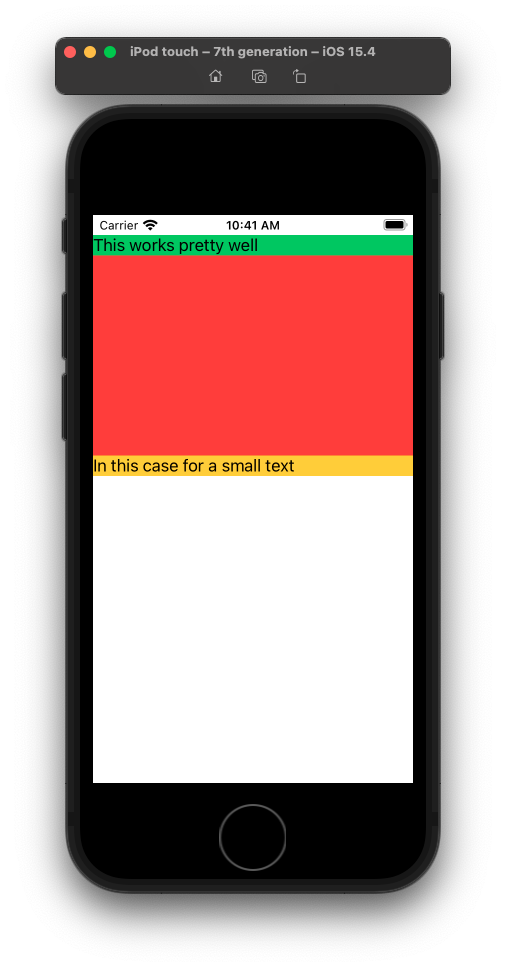 iPod touch – 7th generation – iOS 15.4
Carrier 10:41 AM
This works pretty well
In this case for a small text